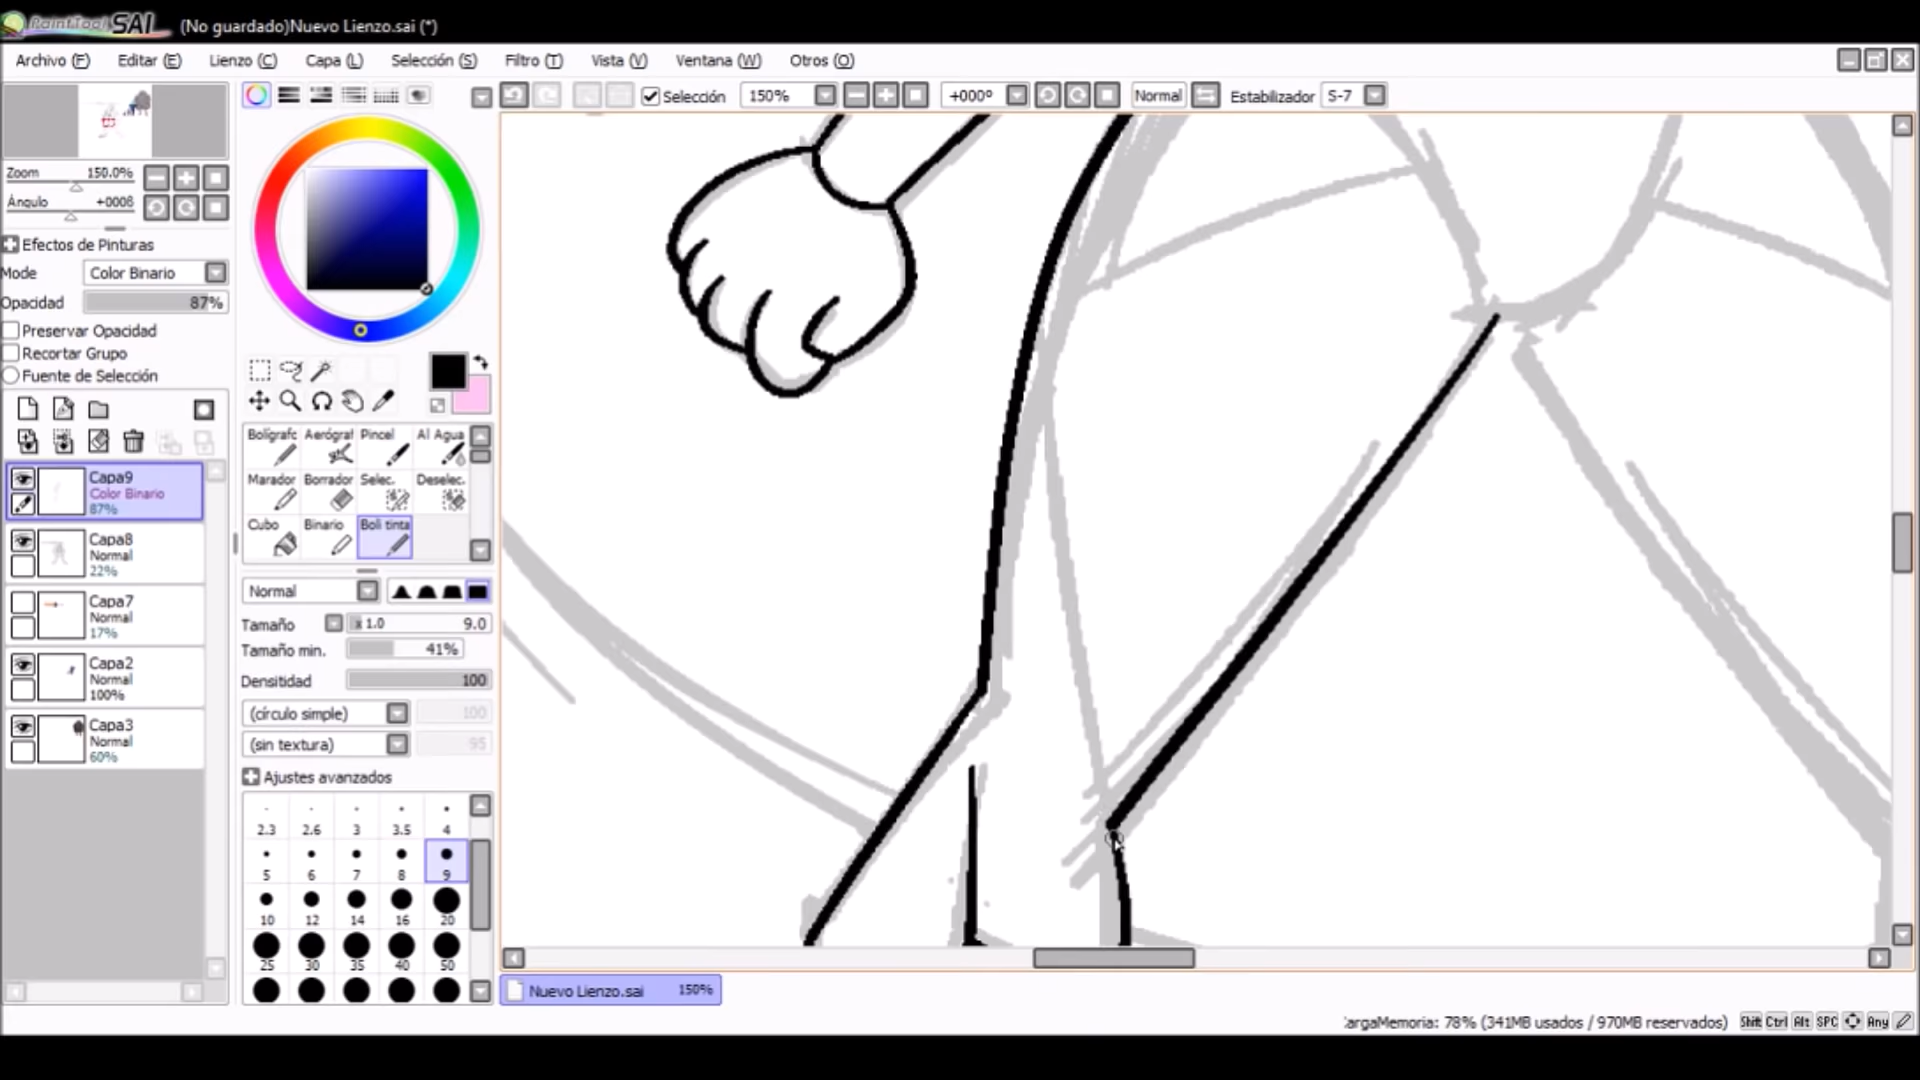 PaintTool SAI (No guardado)Nuevo Lienzo.sai (*)
Archivo (F) Editar (E) Lienzo (C) Capa (L) Selección (S) Filtro (T) Vista (V) Ventana (W) Otros (O)
Selección 150% +000º Normal Estabilizador S-7
Zoom 150.0%
Ángulo +000
Efectos de Pinturas
Mode Color Binario
Opacidad 87%
Preservar Opacidad
Recortar Grupo
Fuente de Selección
Capa9
Color Binario
87%
Capa8
Normal
22%
Capa7
Normal
17%
Capa2
Normal
100%
Capa3
Normal
60%
Bolígrafo Aerógraf Pincel Al Agua
Marador Borrador Selec. Deselec.
Cubo Binario Boli tinta
Normal
Tamaño x 1.0 9.0
Tamaño min. 41%
Densitidad 100
(círculo simple) 100
(sin textura) 95
Ajustes avanzados
2.3 2.6 3 3.5 4
5 6 7 8 9
10 12 14 16 20
25 30 35 40 50
Nuevo Lienzo.sai 150%
argaMemoria: 78% (341MB usados / 970MB reservados) Shift Ctrl Alt SPC Any